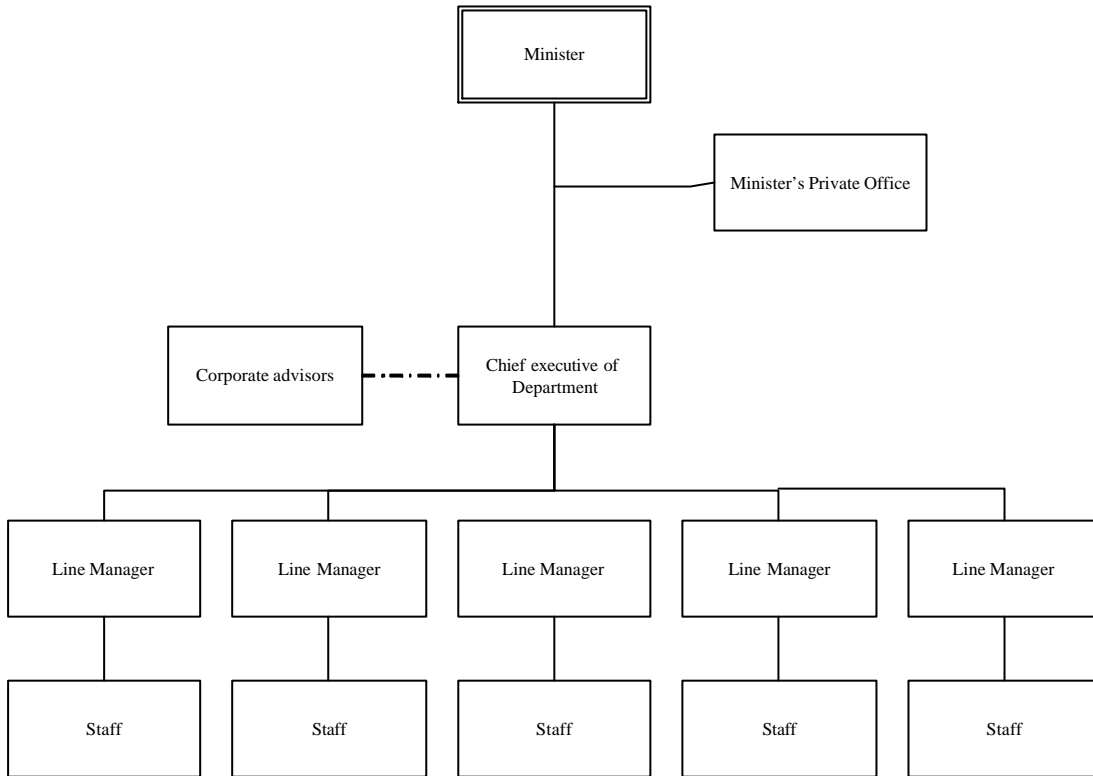 Minister
Minister’s Private Office
Corporate advisors
Chief executive of
Department
Line Manager
Line Manager
Line Manager
Line Manager
Line Manager
Staff
Staff
Staff
Staff
Staff